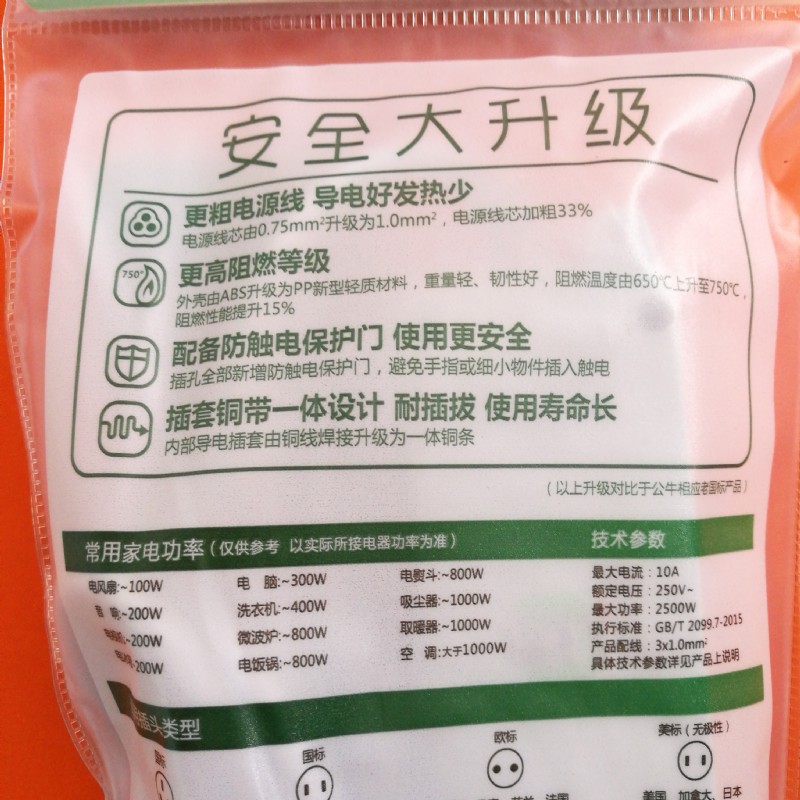 安全大升级
更粗电源线 导电好发热少
电源线芯由0.75mm²升级为1.0mm²，电源线芯加粗33%
750°
更高阻燃等级
外壳由ABS升级为PP新型轻质材料，重量轻、韧性好，阻燃温度由650℃上升至750℃，
阻燃性能提升15%
配备防触电保护门 使用更安全
插孔全部新增防触电保护门，避免手指或细小物件插入触电
插套铜带一体设计 耐插拔 使用寿命长
内部导电插套由铜线焊接升级为一体铜条
（以上升级对比于公牛相应老国标产品）
常用家电功率（仅供参考 以实际所接电器功率为准）
电风扇:~100W 电 脑:~300W 电熨斗:~800W
音 响:~200W 洗衣机:~400W 吸尘器:~1000W
~200W 微波炉:~800W 取暖器:~1000W
200W 电饭锅:~800W 空 调:大于1000W
技术参数
最大电流：10A
额定电压：250V~
最大功率：2500W
执行标准：GB/T 2099.7-2015
产品配线：3x1.0mm²
具体技术参数详见产品上说明
插头类型
国标
欧标
美标（无极性）
美国、加拿大、日本